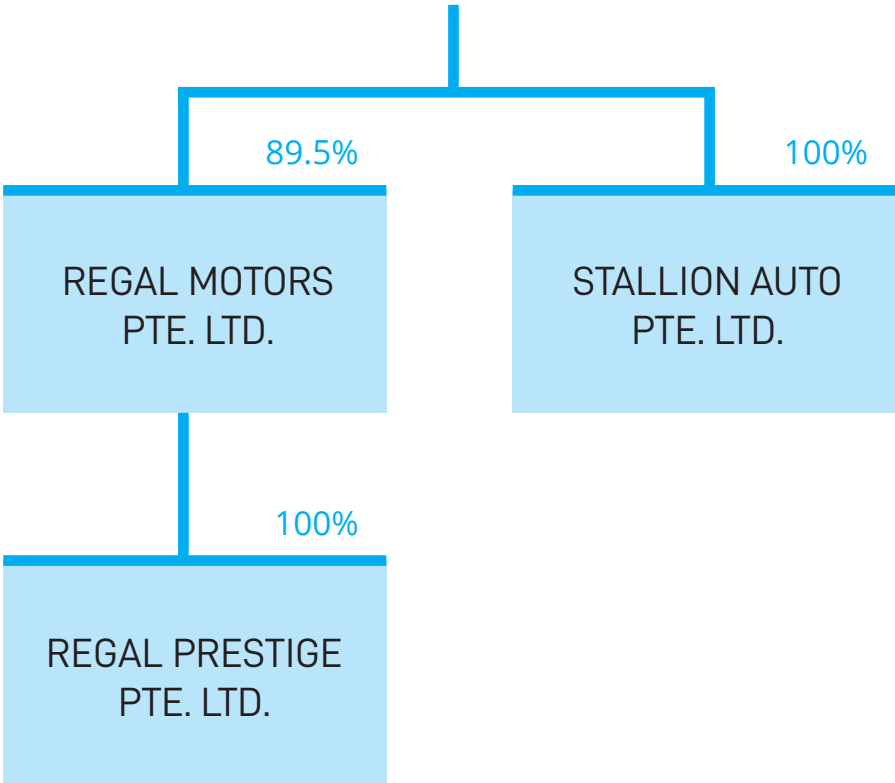 89.5%
100%
REGAL MOTORS
PTE. LTD.
STALLION AUTO
PTE. LTD.
100%
REGAL PRESTIGE
PTE. LTD.